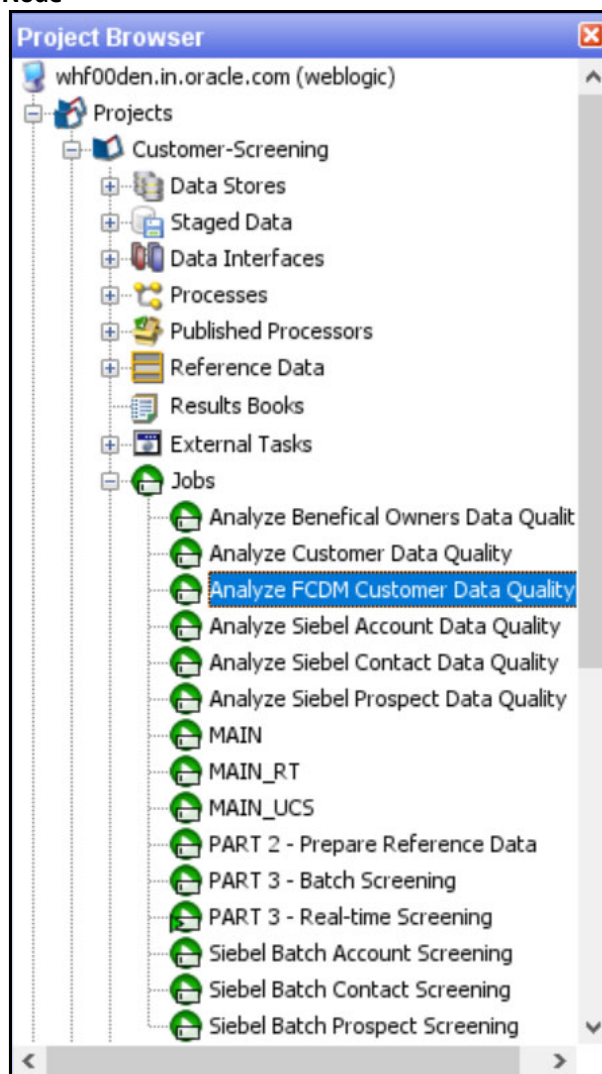 Node
Project Browser
whf00den.in.oracle.com (weblogic)
Projects
Customer-Screening
Data Stores
Staged Data
Data Interfaces
Processes
Published Processors
Reference Data
Results Books
External Tasks
Jobs
Analyze Benefical Owners Data Qualit
Analyze Customer Data Quality
Analyze FCDM Customer Data Quality
Analyze Siebel Account Data Quality
Analyze Siebel Contact Data Quality
Analyze Siebel Prospect Data Quality
MAIN
MAIN_RT
MAIN_UCS
PART 2 - Prepare Reference Data
PART 3 - Batch Screening
PART 3 - Real-time Screening
Siebel Batch Account Screening
Siebel Batch Contact Screening
Siebel Batch Prospect Screening